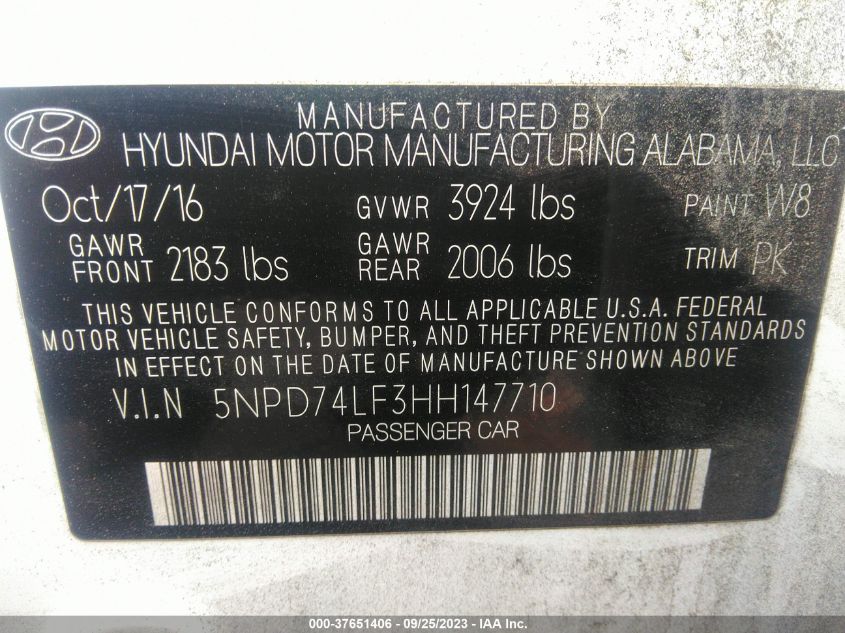 MANUFACTURED BY
HYUNDAI MOTOR MANUFACTURING ALABAMA, LLC
Oct/17/16 GVWR 3924 lbs PAINT W8
GAWR FRONT 2183 lbs GAWR REAR 2006 lbs TRIM PK
THIS VEHICLE CONFORMS TO ALL APPLICABLE U.S.A. FEDERAL
MOTOR VEHICLE SAFETY, BUMPER, AND THEFT PREVENTION STANDARDS
IN EFFECT ON THE DATE OF MANUFACTURE SHOWN ABOVE
V.I.N 5NPD74LF3HH147710
PASSENGER CAR
000-37651406 - 09/25/2023 - IAA Inc.